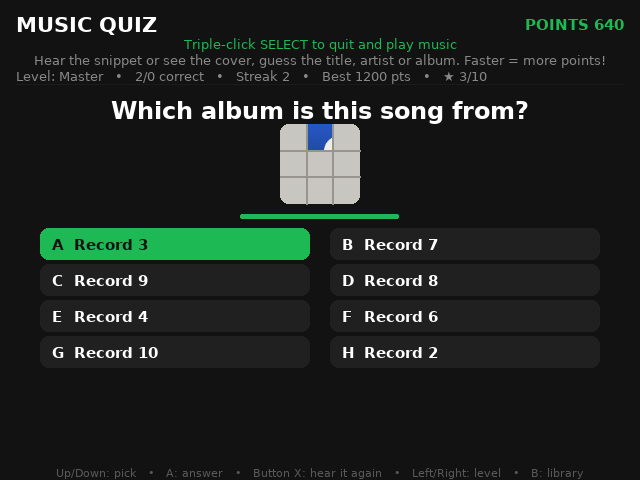 MUSIC QUIZ
POINTS 640
Triple-click SELECT to quit and play music
Hear the snippet or see the cover, guess the title, artist or album. Faster = more points!
Level: Master • 2/0 correct • Streak 2 • Best 1200 pts • ★ 3/10
Which album is this song from?
A Record 3
B Record 7
C Record 9
D Record 8
E Record 4
F Record 6
G Record 10
H Record 2
Up/Down: pick • A: answer • Button X: hear it again • Left/Right: level • B: library